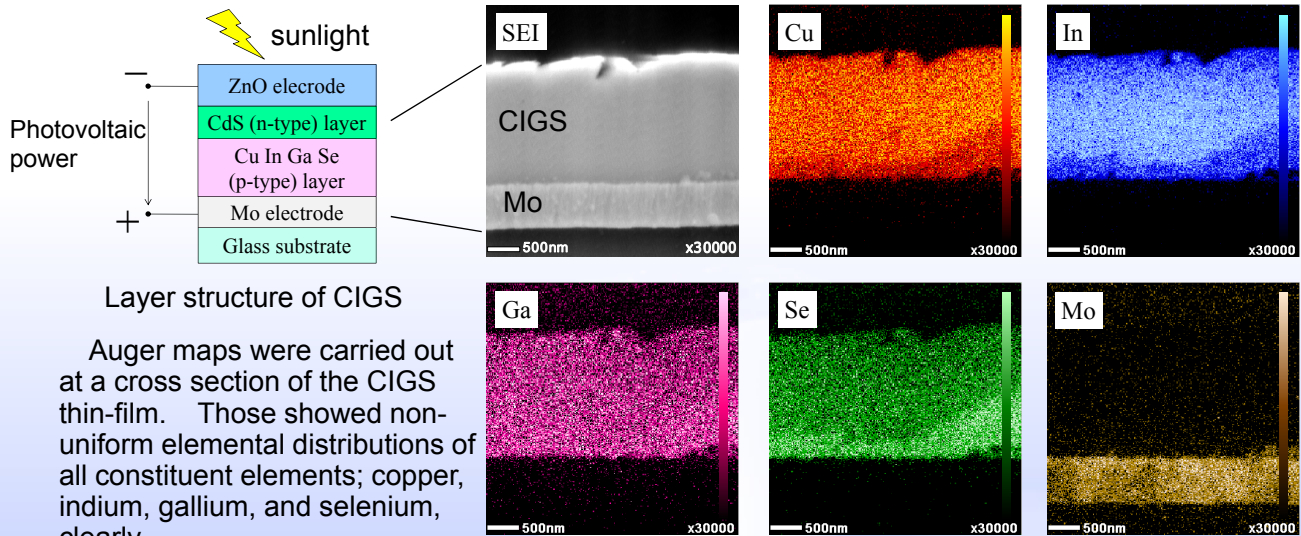 sunlight
ZnO elecrode
CdS (n-type) layer
Cu In Ga Se
(p-type) layer
Mo electrode
Glass substrate
−
Photovoltaic
power
+
Layer structure of CIGS
Auger maps were carried out
at a cross section of the CIGS
thin-film. Those showed non-
uniform elemental distributions of
all constituent elements; copper,
indium, gallium, and selenium,
clearly
SEI
CIGS
Mo
500nm x30000
Cu
500nm x30000
In
500nm x30000
Ga
500nm x30000
Se
500nm x30000
Mo
500nm x30000